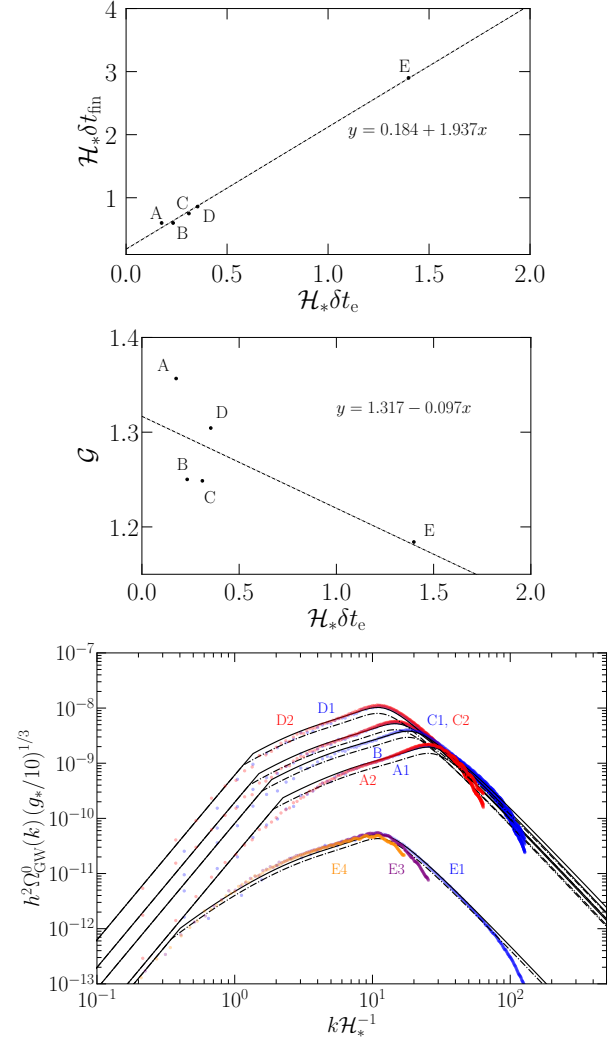 4
3
2
1
ℋ∗δt_fin
A
B
C
D
E
y = 0.184 + 1.937x
0.0 0.5 1.0 1.5 2.0
ℋ∗δt_e
1.4
1.3
1.2
𝒢
A
D
B
C
E
y = 1.317 − 0.097x
0.0 0.5 1.0 1.5 2.0
ℋ∗δt_e
10^−7
10^−8
10^−9
10^−10
10^−11
10^−12
10^−13
h^2Ω^0_GW(k) (g∗/10)^1/3
D2 D1
C1, C2
B
A2 A1
E4 E3 E1
10^−1 10^0 10^1 10^2
kℋ∗^−1